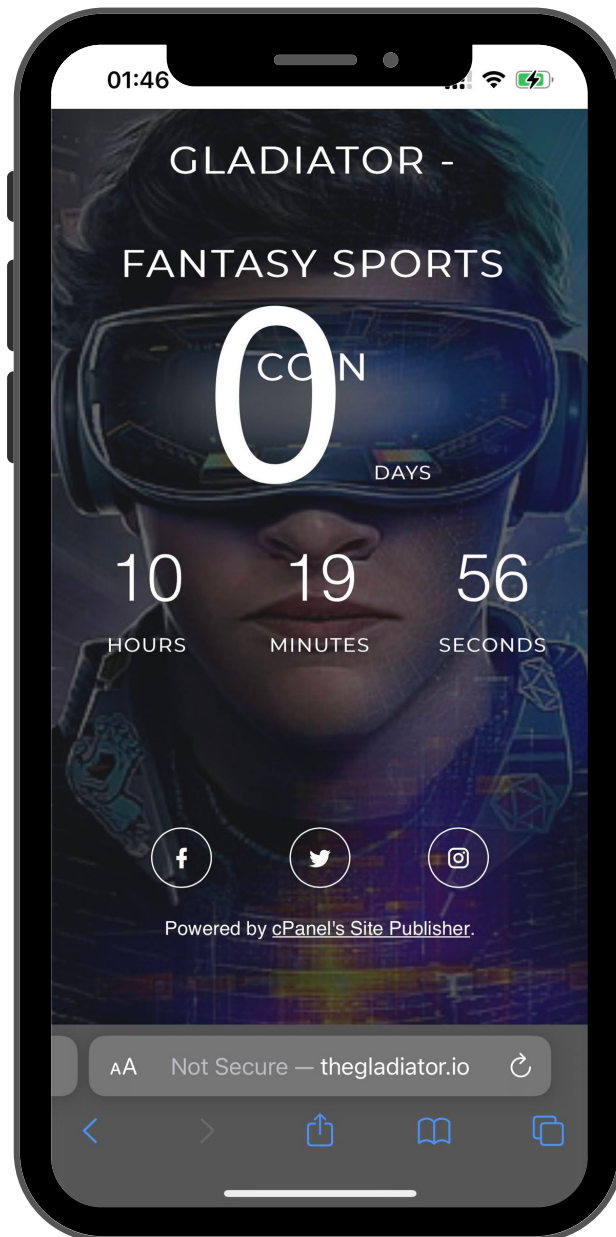 01:46
GLADIATOR -
FANTASY SPORTS
COIN
0 DAYS
10 19 56
HOURS MINUTES SECONDS
Powered by cPanel's Site Publisher.
AA Not Secure — thegladiator.io